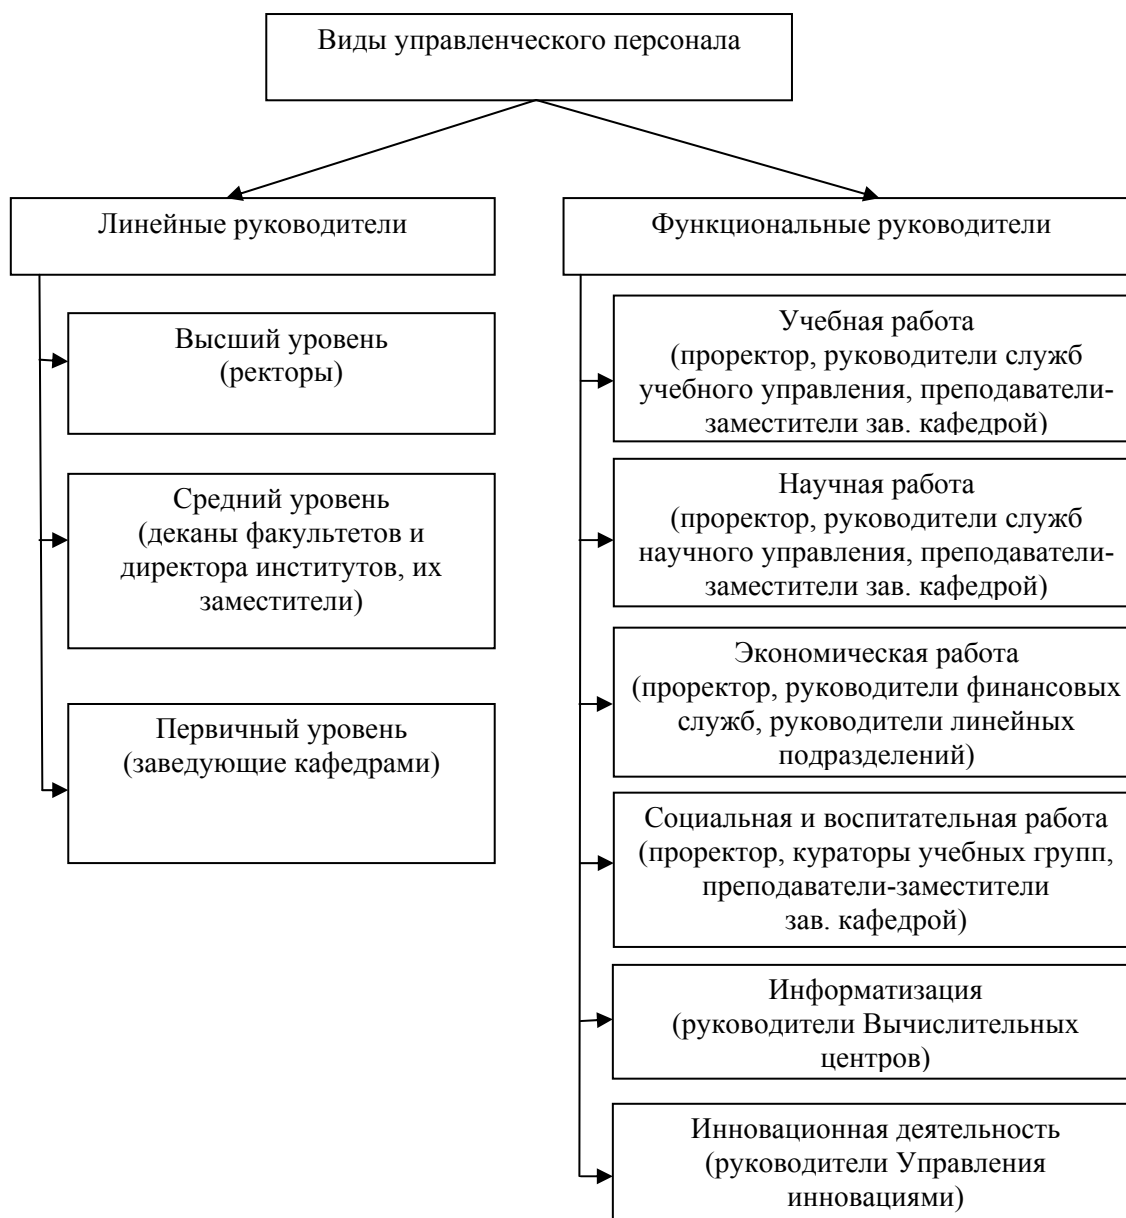 Виды управленческого персонала
Линейные руководители
Высший уровень
(ректоры)
Средний уровень
(деканы факультетов и
директора институтов, их
заместители)
Первичный уровень
(заведующие кафедрами)
Функциональные руководители
Учебная работа
(проректор, руководители служб
учебного управления, преподаватели-
заместители зав. кафедрой)
Научная работа
(проректор, руководители служб
научного управления, преподаватели-
заместители зав. кафедрой)
Экономическая работа
(проректор, руководители финансовых
служб, руководители линейных
подразделений)
Социальная и воспитательная работа
(проректор, кураторы учебных групп,
преподаватели-заместители
зав. кафедрой)
Информатизация
(руководители Вычислительных
центров)
Инновационная деятельность
(руководители Управления
инновациями)